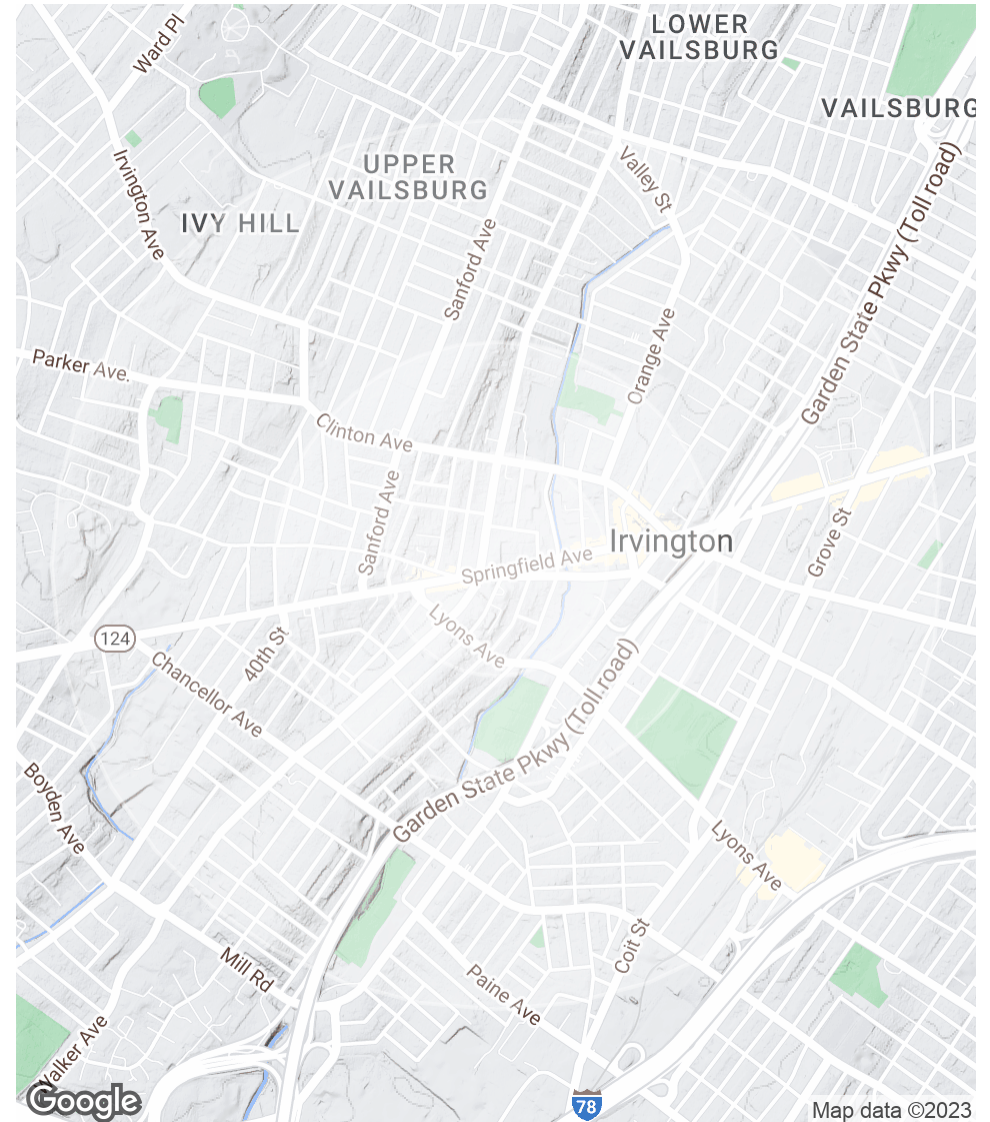 LOWER
VAILSBURG
Ward Pl
VAILSBURG
Irvington Ave
UPPER
VAILSBURG
Valley St
IVY HILL
Sanford Ave
Garden State Pkwy (Toll road)
Orange Ave
Parker Ave.
Clinton Ave
Sanford Ave
Irvington
Grove St
Springfield Ave
Lyons Ave
124
40th St
Chancellor Ave
Garden State Pkwy (Toll road)
Boyden Ave
Lyons Ave
Coit St
Mill Rd
Paine Ave
Valker Ave
Google
78
Map data ©2023